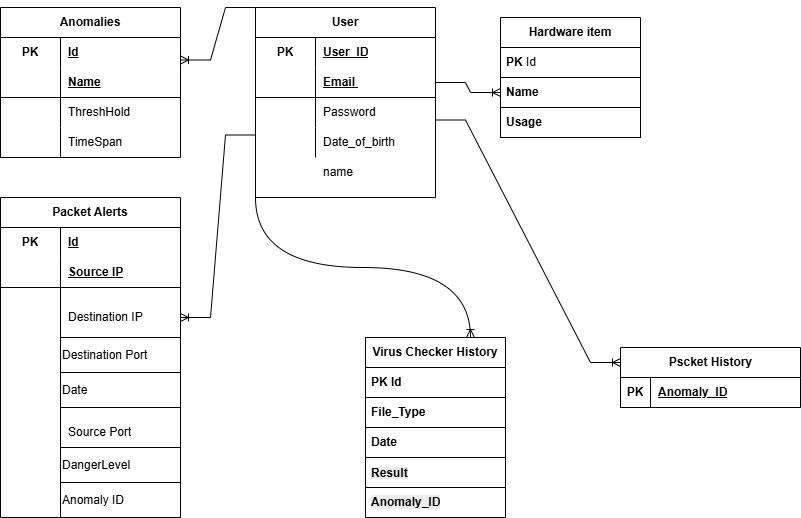 Anomalies
PK Id
Name
ThreshHold
TimeSpan
User
PK User_ID
Email
Password
Date_of_birth
name
Hardware item
PK Id
Name
Usage
Packet Alerts
PK Id
Source IP
Destination IP
Destination Port
Date
Source Port
DangerLevel
Anomaly ID
Virus Checker History
PK Id
File_Type
Date
Result
Anomaly_ID
Pscket History
PK Anomaly_ID